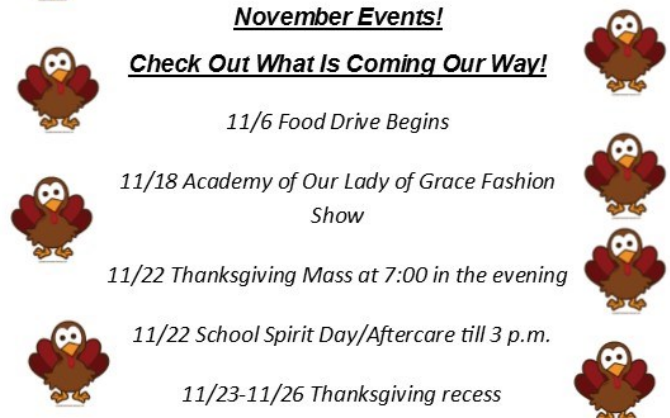 November Events!
Check Out What Is Coming Our Way!
11/6 Food Drive Begins
11/18 Academy of Our Lady of Grace Fashion
Show
11/22 Thanksgiving Mass at 7:00 in the evening
11/22 School Spirit Day/Aftercare till 3 p.m.
11/23-11/26 Thanksgiving recess